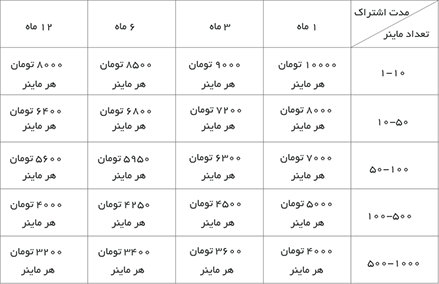 مدت اشتراک
تعداد ماینر
۱ ماه
۳ ماه
۶ ماه
۱۲ ماه
۱-۱۰
۱۰۰۰۰ تومان
هر ماینر
۹۰۰۰ تومان
هر ماینر
۸۵۰۰ تومان
هر ماینر
۸۰۰۰ تومان
هر ماینر
۱۰-۵۰
۸۰۰۰ تومان
هر ماینر
۷۲۰۰ تومان
هر ماینر
۶۸۰۰ تومان
هر ماینر
۶۴۰۰ تومان
هر ماینر
۵۰-۱۰۰
۷۰۰۰ تومان
هر ماینر
۶۳۰۰ تومان
هر ماینر
۵۹۵۰ تومان
هر ماینر
۵۶۰۰ تومان
هر ماینر
۱۰۰-۵۰۰
۵۰۰۰ تومان
هر ماینر
۴۵۰۰ تومان
هر ماینر
۴۲۵۰ تومان
هر ماینر
۴۰۰۰ تومان
هر ماینر
۵۰۰-۱۰۰۰
۴۰۰۰ تومان
هر ماینر
۳۶۰۰ تومان
هر ماینر
۳۴۰۰ تومان
هر ماینر
۳۲۰۰ تومان
هر ماینر